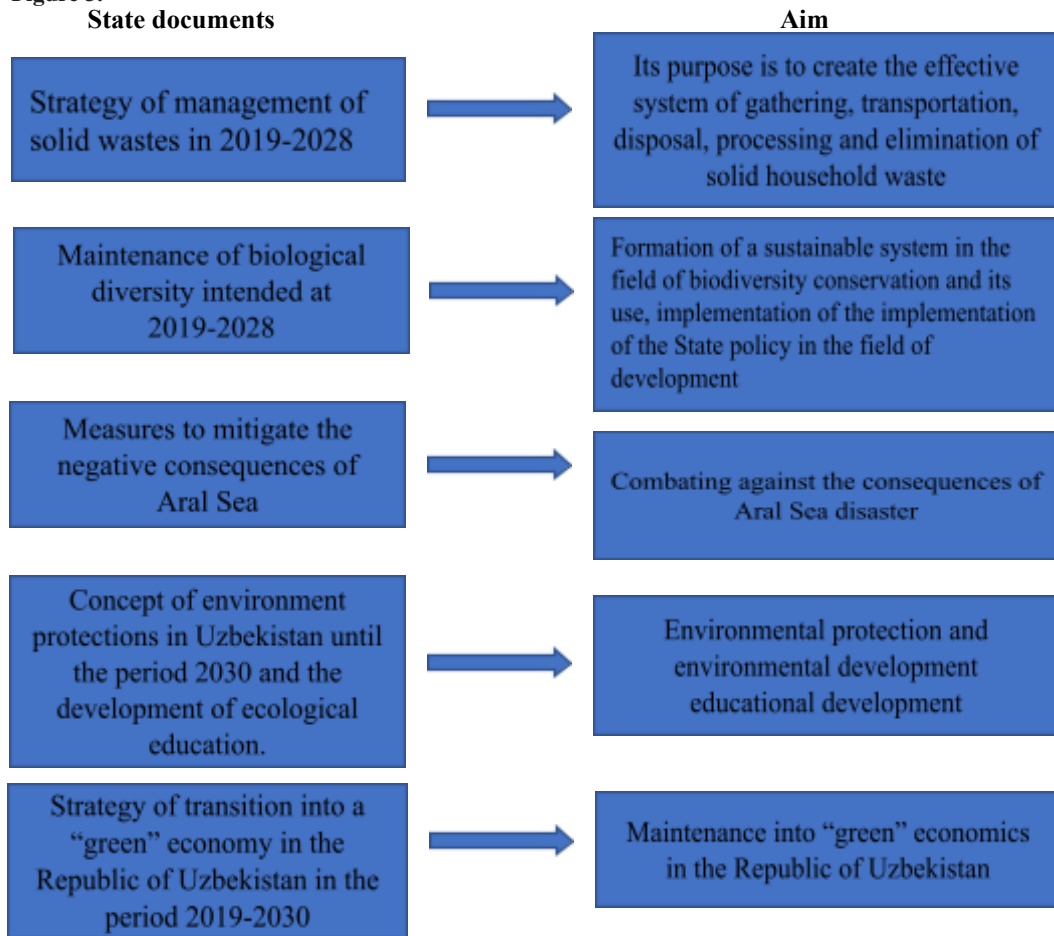 State documents
Aim
Strategy of management of
solid wastes in 2019-2028
Its purpose is to create the effective
system of gathering, transportation,
disposal, processing and elimination of
solid household waste
Maintenance of biological
diversity intended at
2019-2028
Formation of a sustainable system in the
field of biodiversity conservation and its
use, implementation of the implementation
of the State policy in the field of
development
Measures to mitigate the
negative consequences of
Aral Sea
Combating against the consequences of
Aral Sea disaster
Concept of environment
protections in Uzbekistan until
the period 2030 and the
development of ecological
education.
Environmental protection and
environmental development
educational development
Strategy of transition into a
“green” economy in the
Republic of Uzbekistan in the
period 2019-2030
Maintenance into “green” economics
in the Republic of Uzbekistan